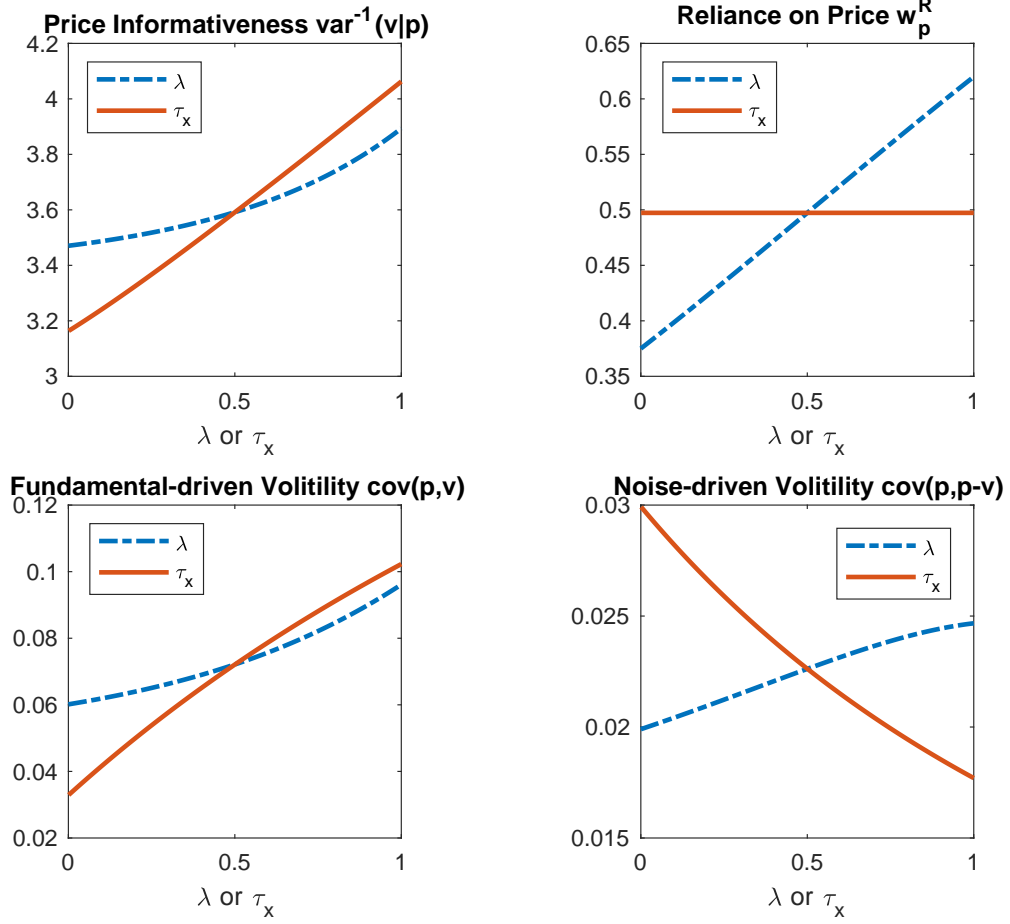 Price Informativeness var⁻¹(v|p)
4.2
4
3.8
3.6
3.4
3.2
3
λ
τₓ
0
0.5
1
λ or τₓ
Reliance on Price w_p^R
0.65
0.6
0.55
0.5
0.45
0.4
0.35
λ
τₓ
0
0.5
1
λ or τₓ
Fundamental-driven Volitility cov(p,v)
0.12
0.1
0.08
0.06
0.04
0.02
λ
τₓ
0
0.5
1
λ or τₓ
Noise-driven Volitility cov(p,p-v)
0.03
0.025
0.02
0.015
λ
τₓ
0
0.5
1
λ or τₓ